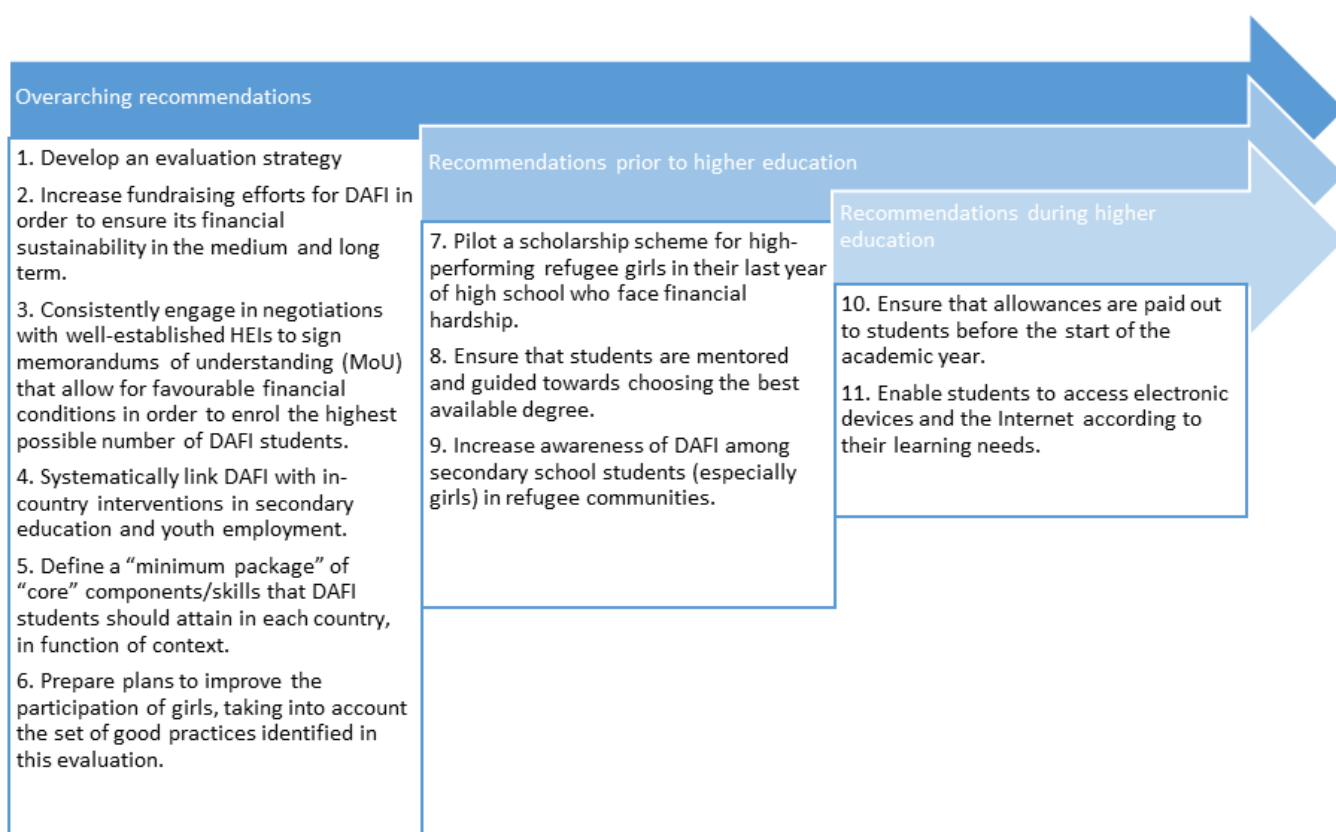 Overarching recommendations
1. Develop an evaluation strategy
2. Increase fundraising efforts for DAFI in
order to ensure its financial
sustainability in the medium and long
term.
3. Consistently engage in negotiations
with well-established HEIs to sign
memorandums of understanding (MoU)
that allow for favourable financial
conditions in order to enrol the highest
possible number of DAFI students.
4. Systematically link DAFI with in-
country interventions in secondary
education and youth employment.
5. Define a “minimum package” of
“core” components/skills that DAFI
students should attain in each country,
in function of context.
6. Prepare plans to improve the
participation of girls, taking into account
the set of good practices identified in
this evaluation.
Recommendations prior to higher education
7. Pilot a scholarship scheme for high-
performing refugee girls in their last year
of high school who face financial
hardship.
8. Ensure that students are mentored
and guided towards choosing the best
available degree.
9. Increase awareness of DAFI among
secondary school students (especially
girls) in refugee communities.
Recommendations during higher
education
10. Ensure that allowances are paid out
to students before the start of the
academic year.
11. Enable students to access electronic
devices and the Internet according to
their learning needs.